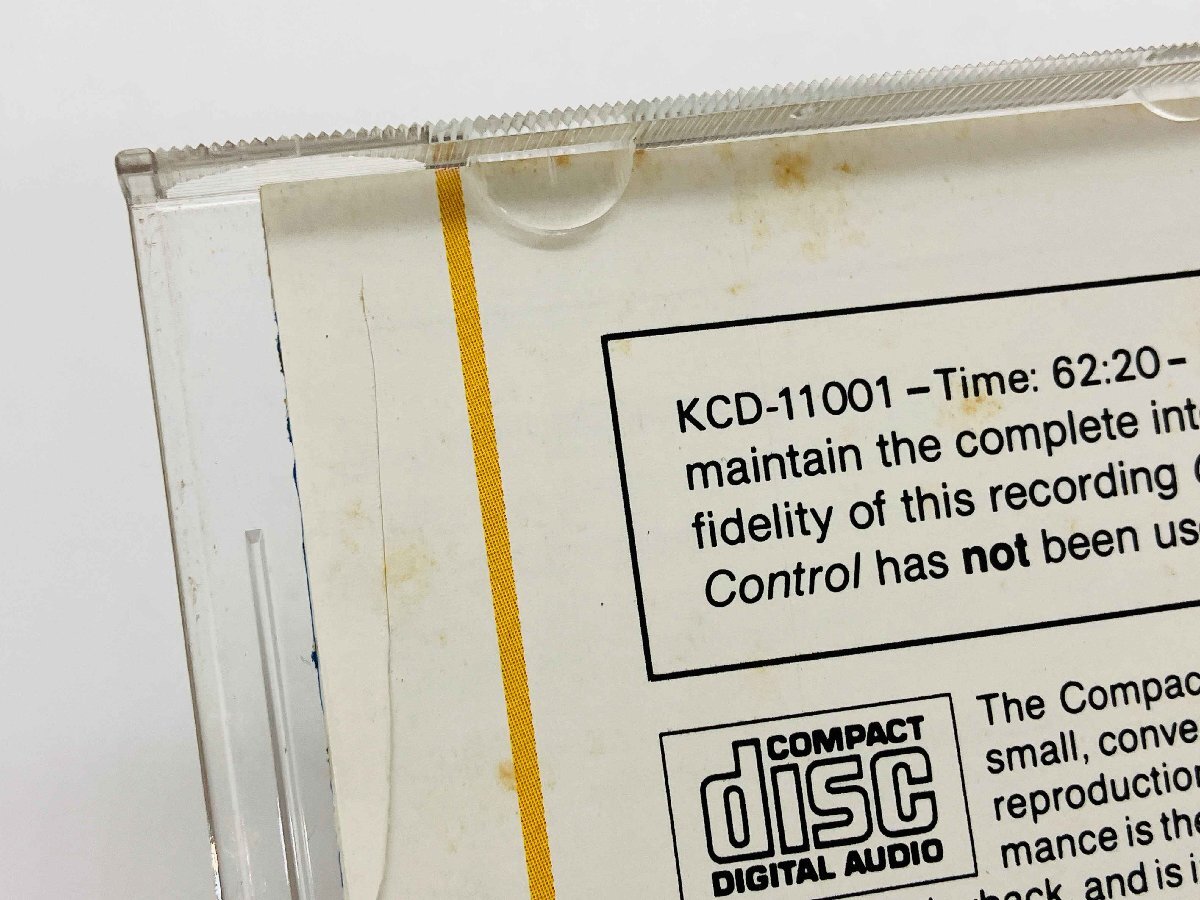 KCD-11001 – Time: 62:20 –
maintain the complete int
fidelity of this recording
Control has not been us
The Compac
small, conve
reproduction
mance is the
back, and is i
COMPACT
disc
DIGITAL AUDIO